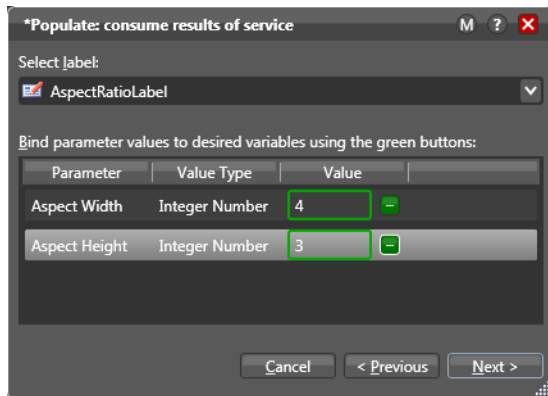 *Populate: consume results of service M ? X
Select label:
AspectRatioLabel
Bind parameter values to desired variables using the green buttons:
Parameter Value Type Value
Aspect Width Integer Number 4 −
Aspect Height Integer Number 3 −
Cancel < Previous Next >